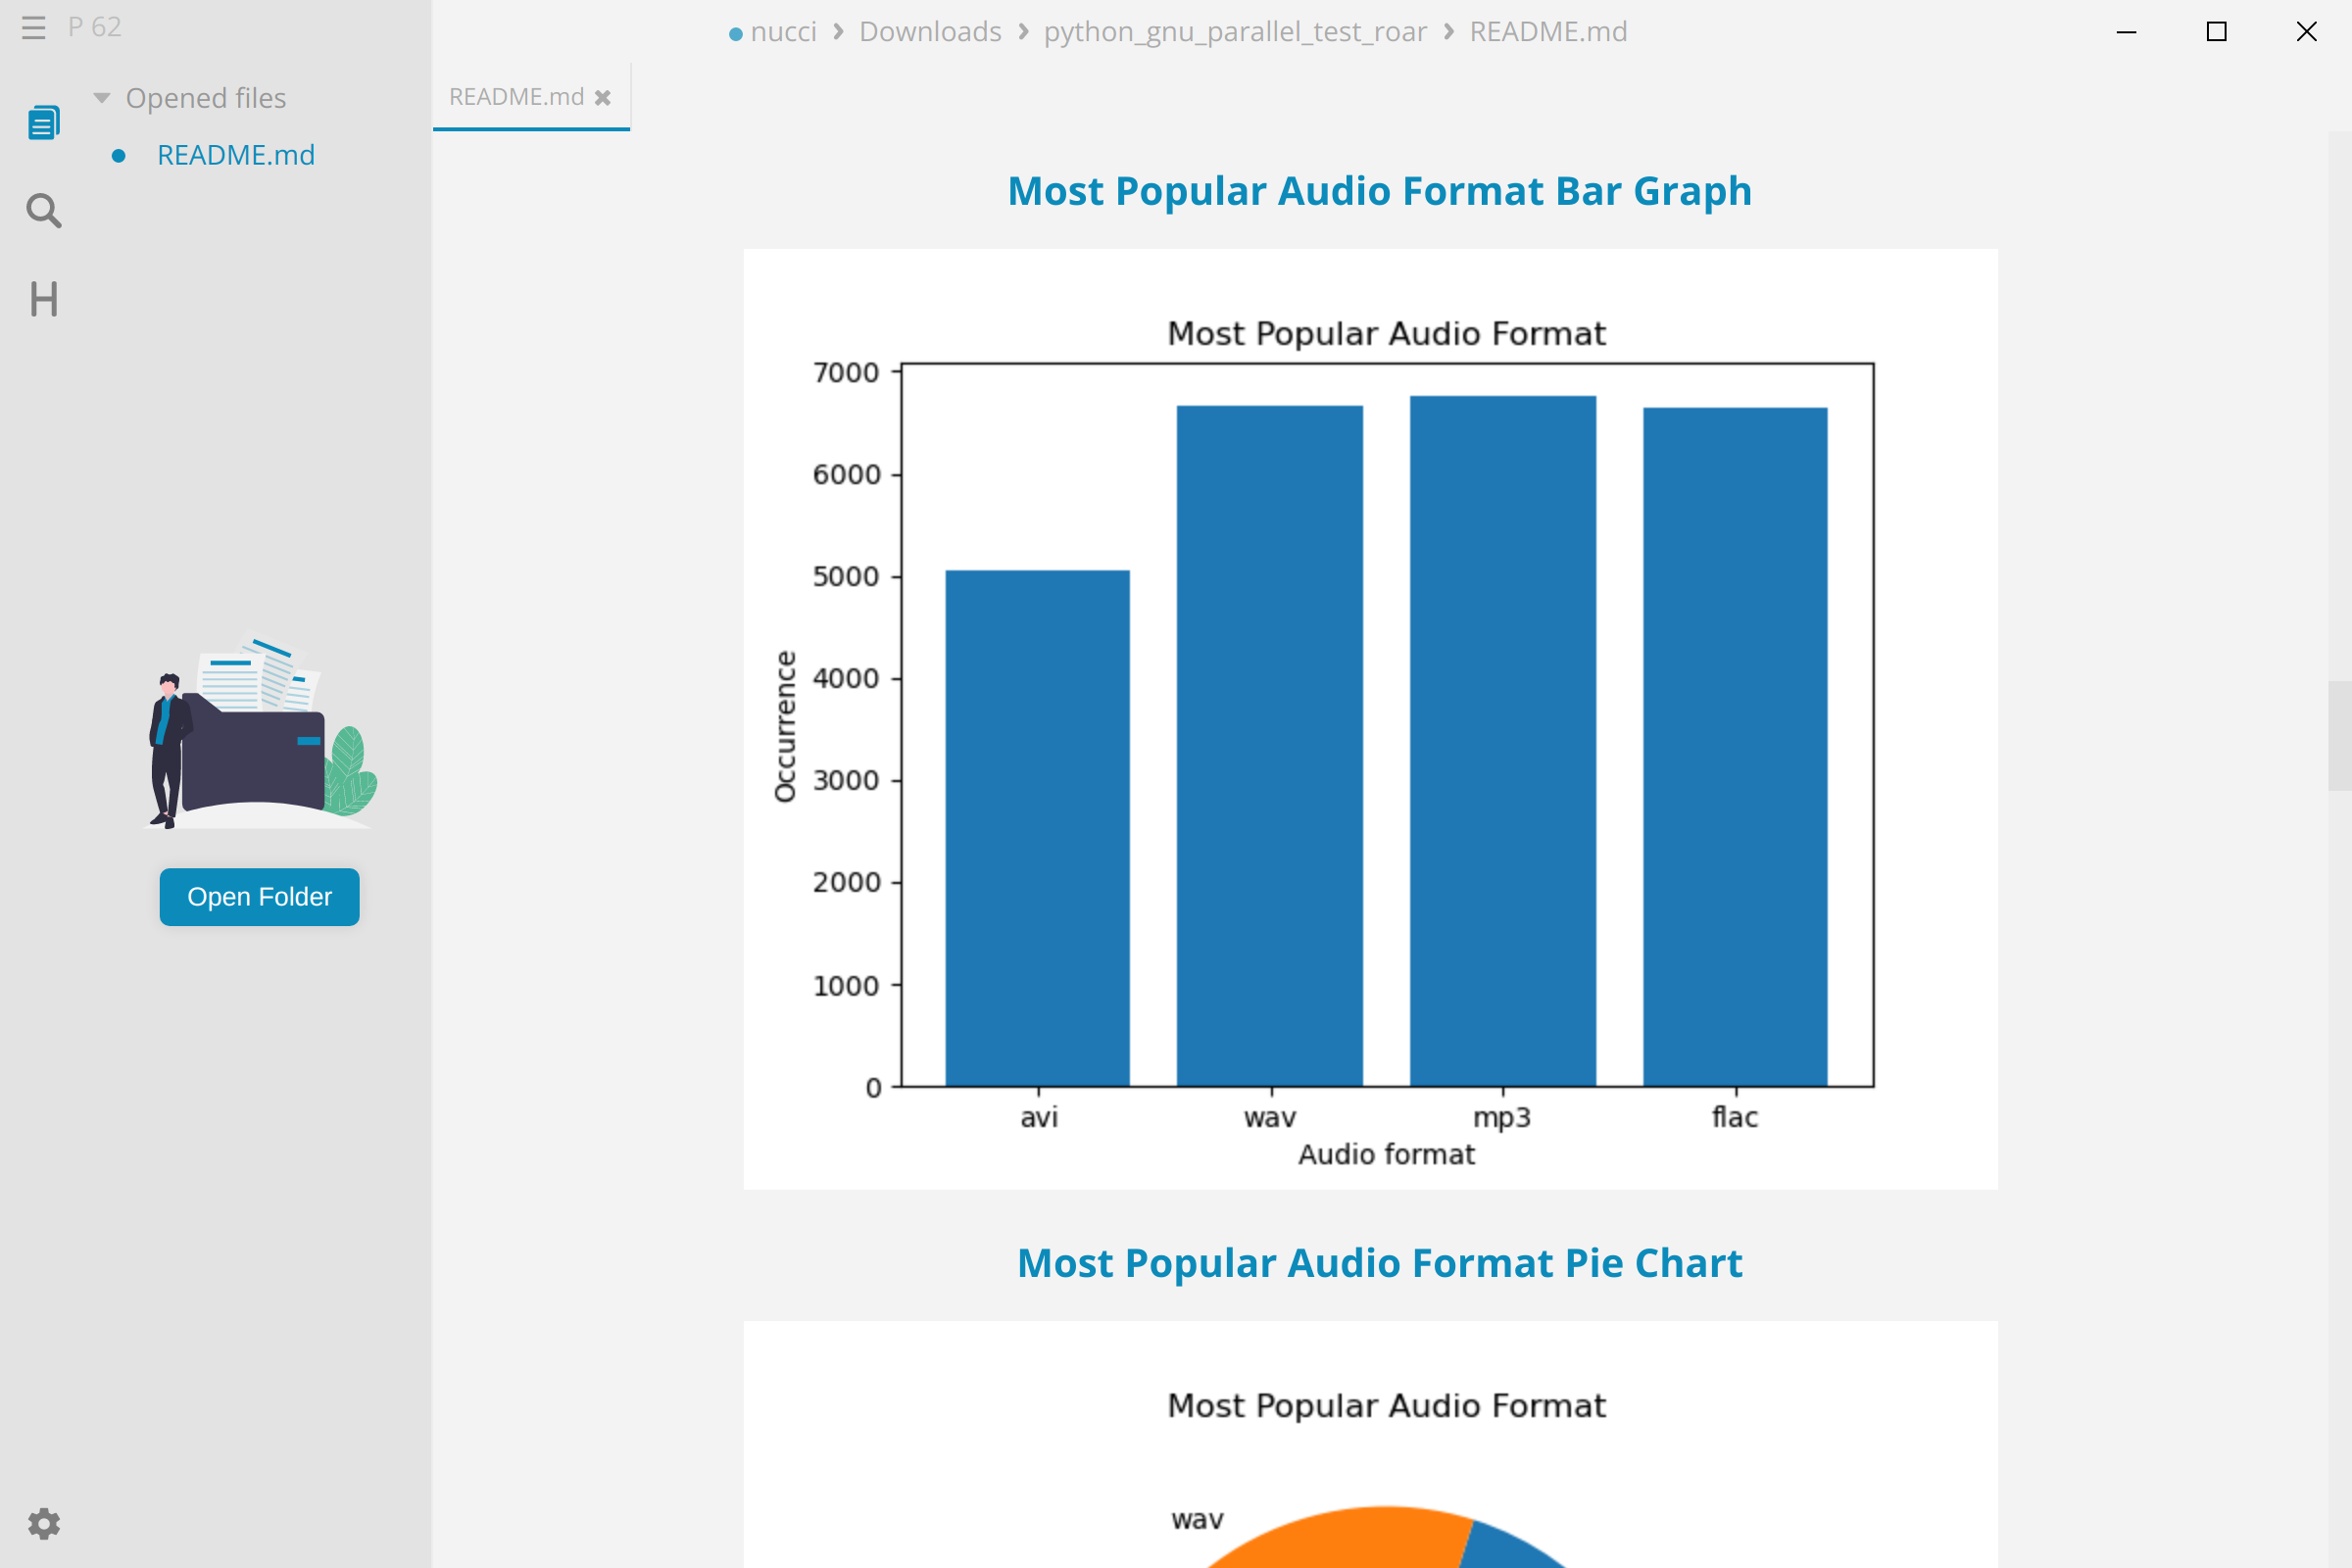 P 62
nucci › Downloads › python_gnu_parallel_test_roar › README.md
Opened files
README.md
Open Folder
README.md
Most Popular Audio Format Bar Graph
Most Popular Audio Format
7000
6000
5000
4000
3000
2000
1000
0
Occurrence
avi wav mp3 flac
Audio format
Most Popular Audio Format Pie Chart
Most Popular Audio Format
wav